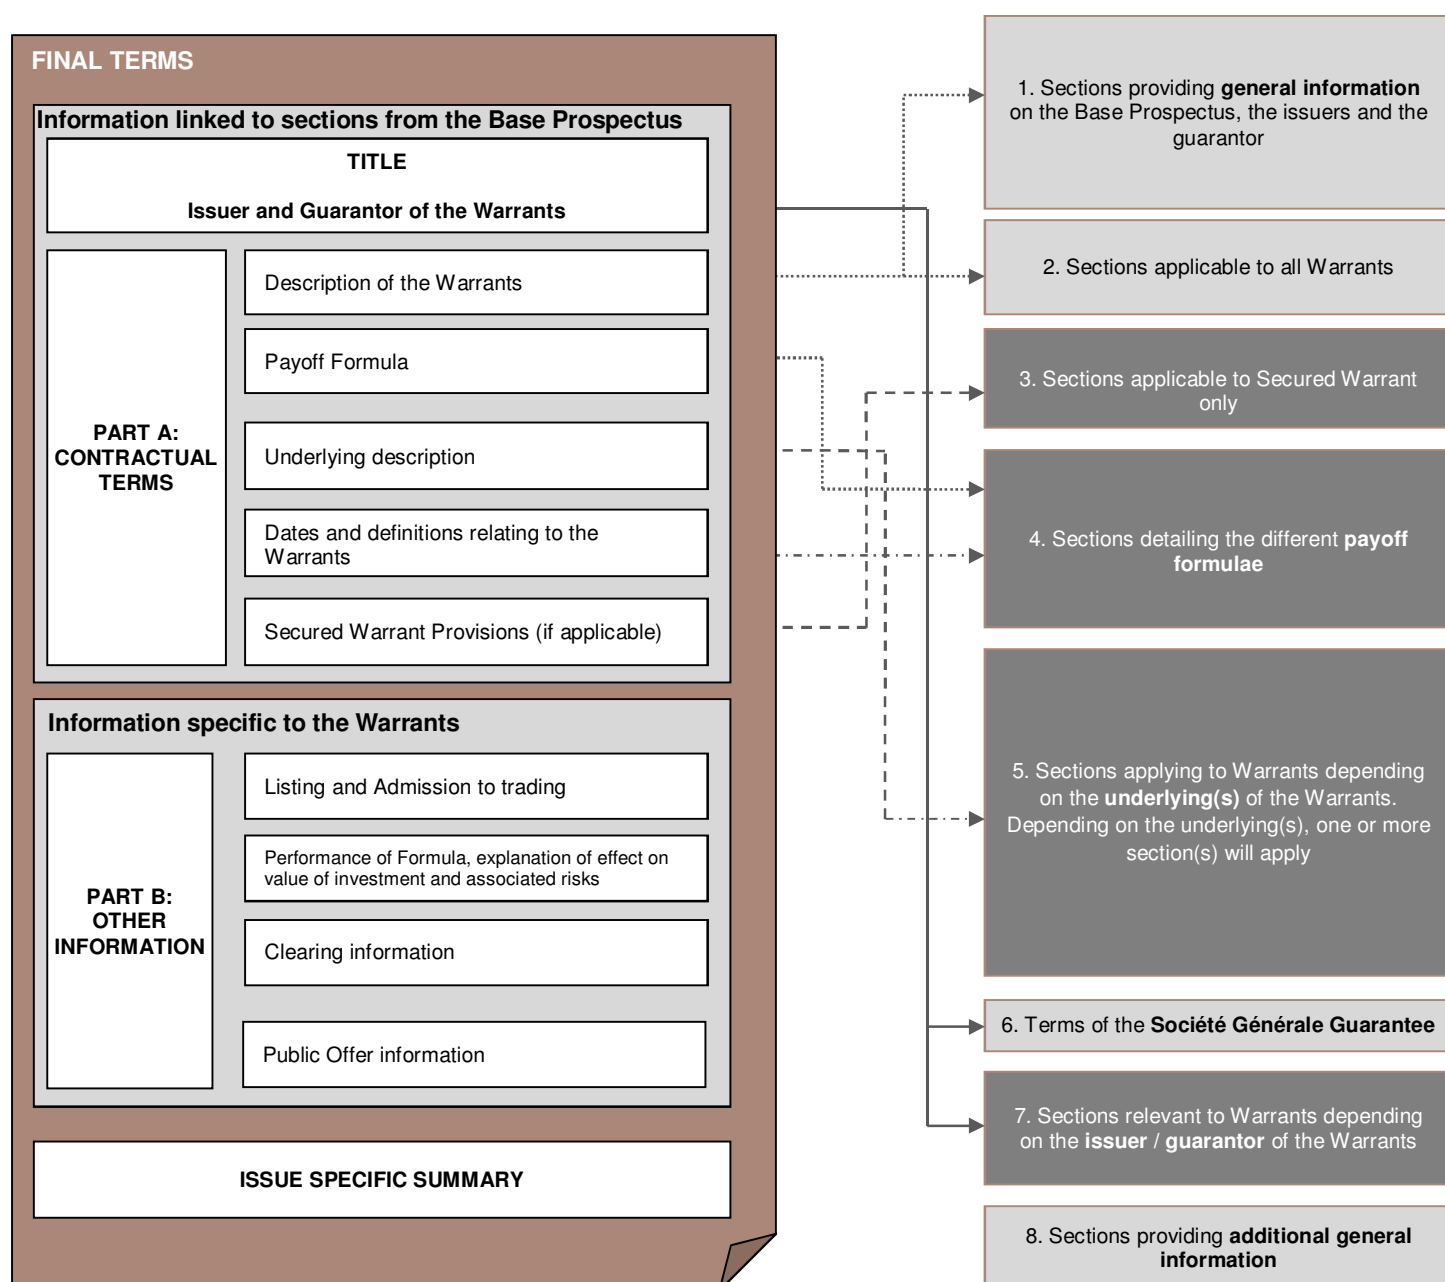 FINAL TERMS
Information linked to sections from the Base Prospectus
TITLE
Issuer and Guarantor of the Warrants
PART A:
CONTRACTUAL
TERMS
Description of the Warrants
Payoff Formula
Underlying description
Dates and definitions relating to the
Warrants
Secured Warrant Provisions (if applicable)
Information specific to the Warrants
PART B:
OTHER
INFORMATION
Listing and Admission to trading
Performance of Formula, explanation of effect on
value of investment and associated risks
Clearing information
Public Offer information
ISSUE SPECIFIC SUMMARY
1. Sections providing general information
on the Base Prospectus, the issuers and the
guarantor
2. Sections applicable to all Warrants
3. Sections applicable to Secured Warrant
only
4. Sections detailing the different payoff
formulae
5. Sections applying to Warrants depending
on the underlying(s) of the Warrants.
Depending on the underlying(s), one or more
section(s) will apply
6. Terms of the Société Générale Guarantee
7. Sections relevant to Warrants depending
on the issuer / guarantor of the Warrants
8. Sections providing additional general
information